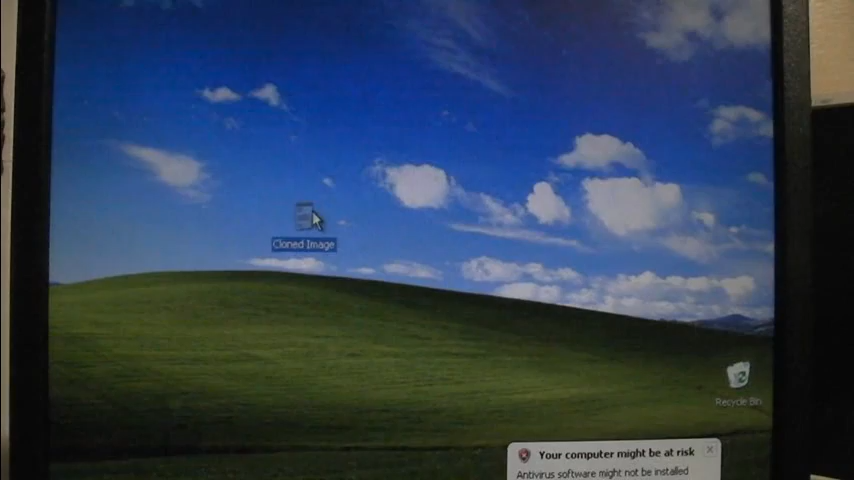 Cloned Image
Recycle Bin
Your computer might be at risk
Antivirus software might not be installed